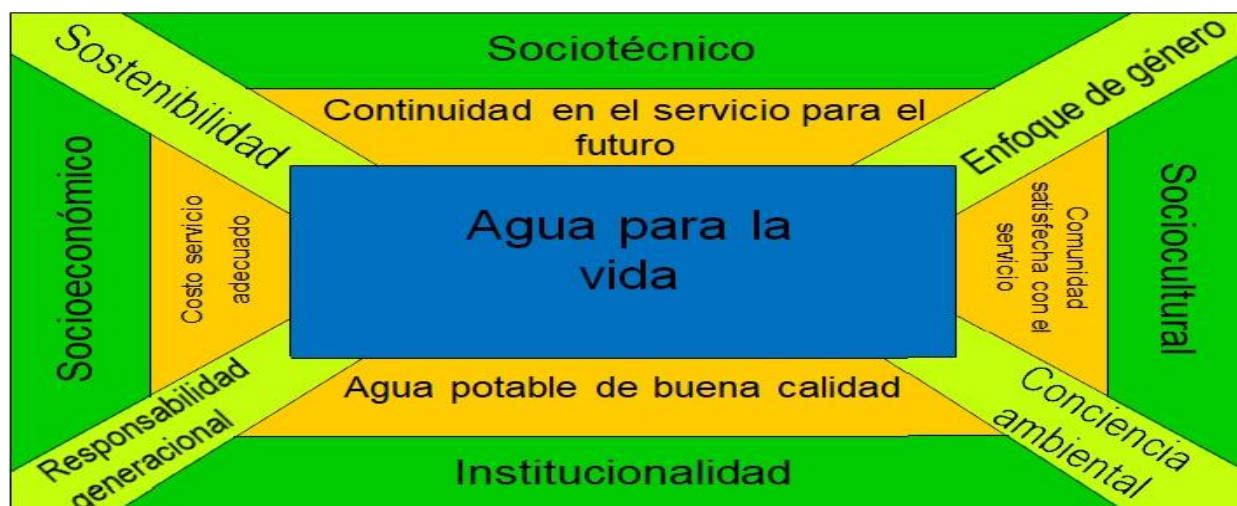 Sociotécnico
Sostenibilidad
Enfoque de género
Continuidad en el servicio para el
futuro
Socioeconómico
Costo servicio
adecuado
Agua para la
vida
Comunidad
satisfecha con el
servicio
Sociocultural
Responsabilidad
generacional
Agua potable de buena calidad
Conciencia
ambiental
Institucionalidad